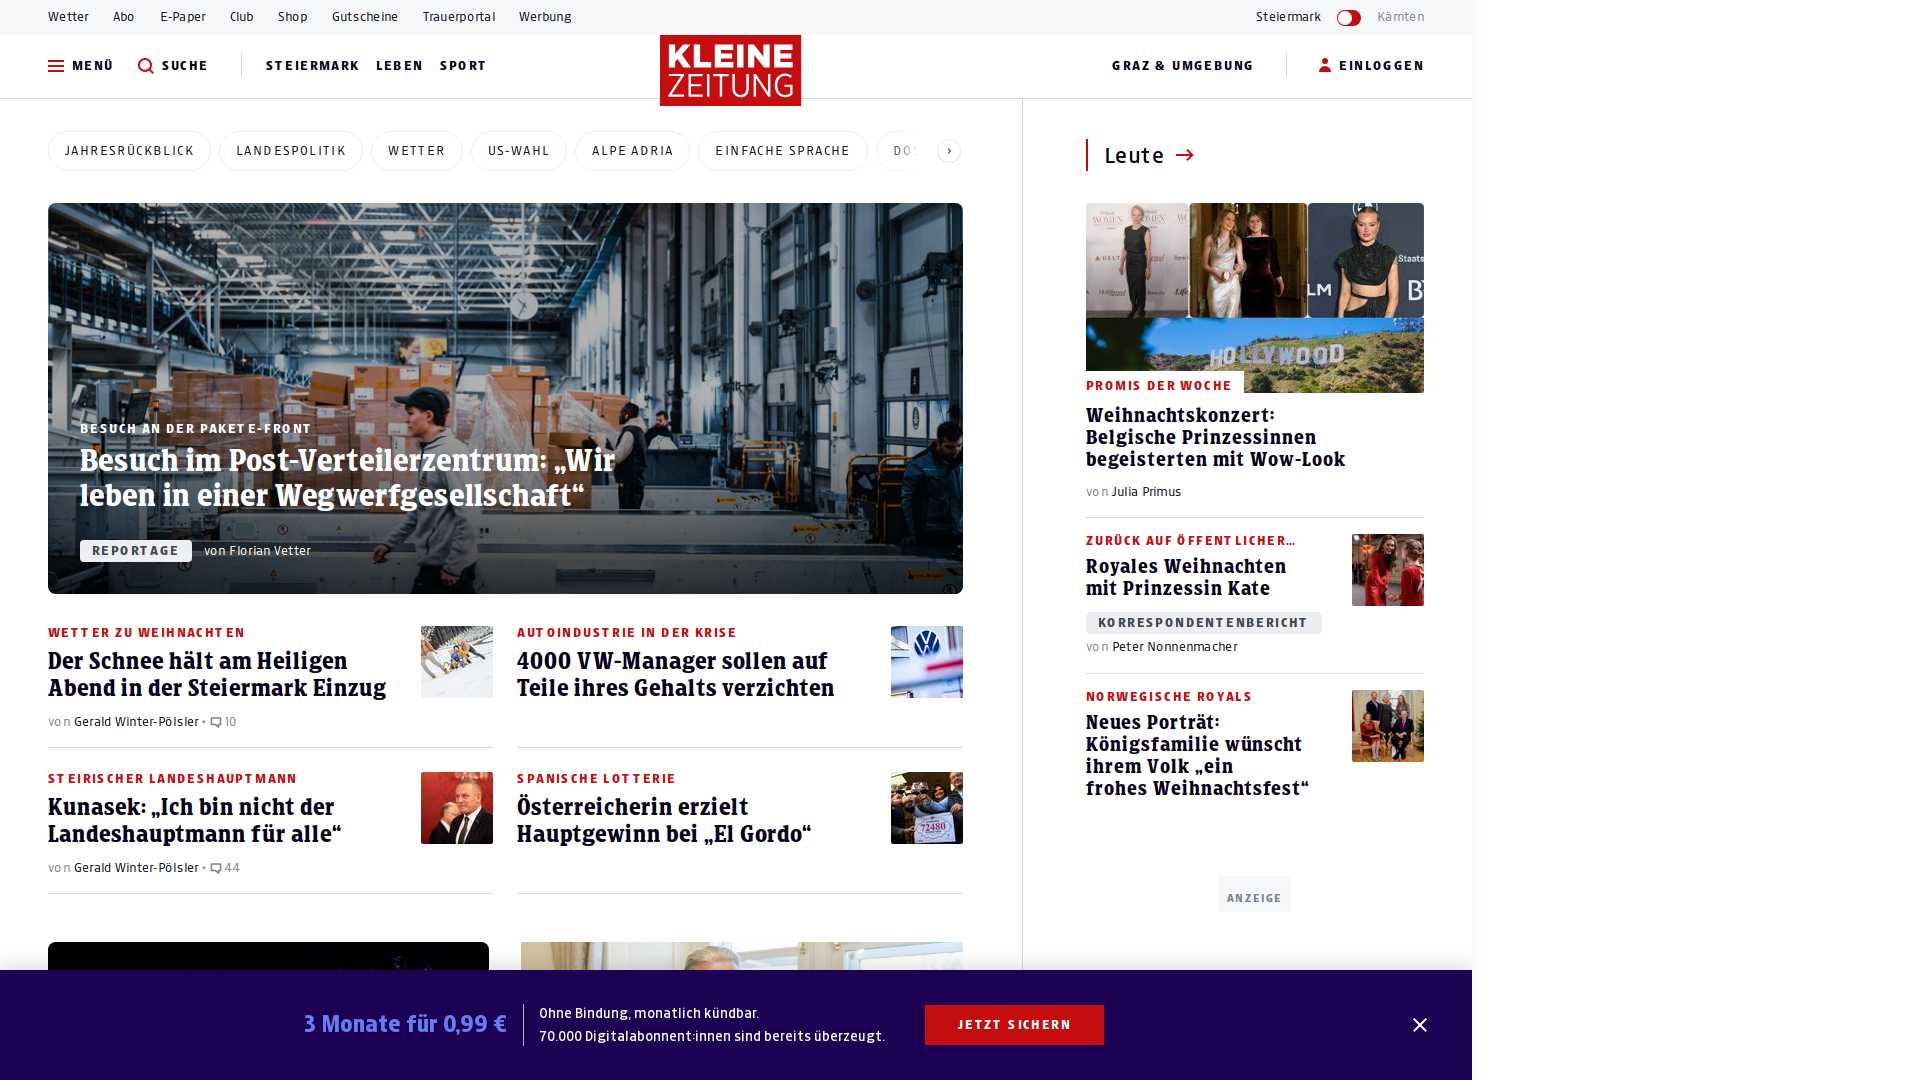 Wetter Abo E-Paper Club Shop Gutscheine Trauerportal Werbung Steiermark Kärnten
MENÜ SUCHE STEIERMARK LEBEN SPORT KLEINE ZEITUNG GRAZ & UMGEBUNG EINLOGGEN
JAHRESRÜCKBLICK LANDESPOLITIK WETTER US-WAHL ALPE ADRIA EINFACHE SPRACHE
BESUCH AN DER PAKETE-FRONT
Besuch im Post-Verteilerzentrum: „Wir
leben in einer Wegwerfgesellschaft“
REPORTAGE von Florian Vetter
WETTER ZU WEIHNACHTEN
Der Schnee hält am Heiligen
Abend in der Steiermark Einzug
von Gerald Winter-Pölsler • 10
AUTOINDUSTRIE IN DER KRISE
4000 VW-Manager sollen auf
Teile ihres Gehalts verzichten
STEIRISCHER LANDESHAUPTMANN
Kunasek: „Ich bin nicht der
Landeshauptmann für alle“
von Gerald Winter-Pölsler • 44
SPANISCHE LOTTERIE
Österreicherin erzielt
Hauptgewinn bei „El Gordo“
72480
Leute
HOLLYWOOD
PROMIS DER WOCHE
Weihnachtskonzert:
Belgische Prinzessinnen
begeisterten mit Wow-Look
von Julia Primus
ZURÜCK AUF ÖFFENTLICHER...
Royales Weihnachten
mit Prinzessin Kate
KORRESPONDENTENBERICHT
von Peter Nonnenmacher
NORWEGISCHE ROYALS
Neues Porträt:
Königsfamilie wünscht
ihrem Volk „ein
frohes Weihnachtsfest“
ANZEIGE
3 Monate für 0,99 €
Ohne Bindung, monatlich kündbar.
70.000 Digitalabonnent:innen sind bereits überzeugt.
JETZT SICHERN